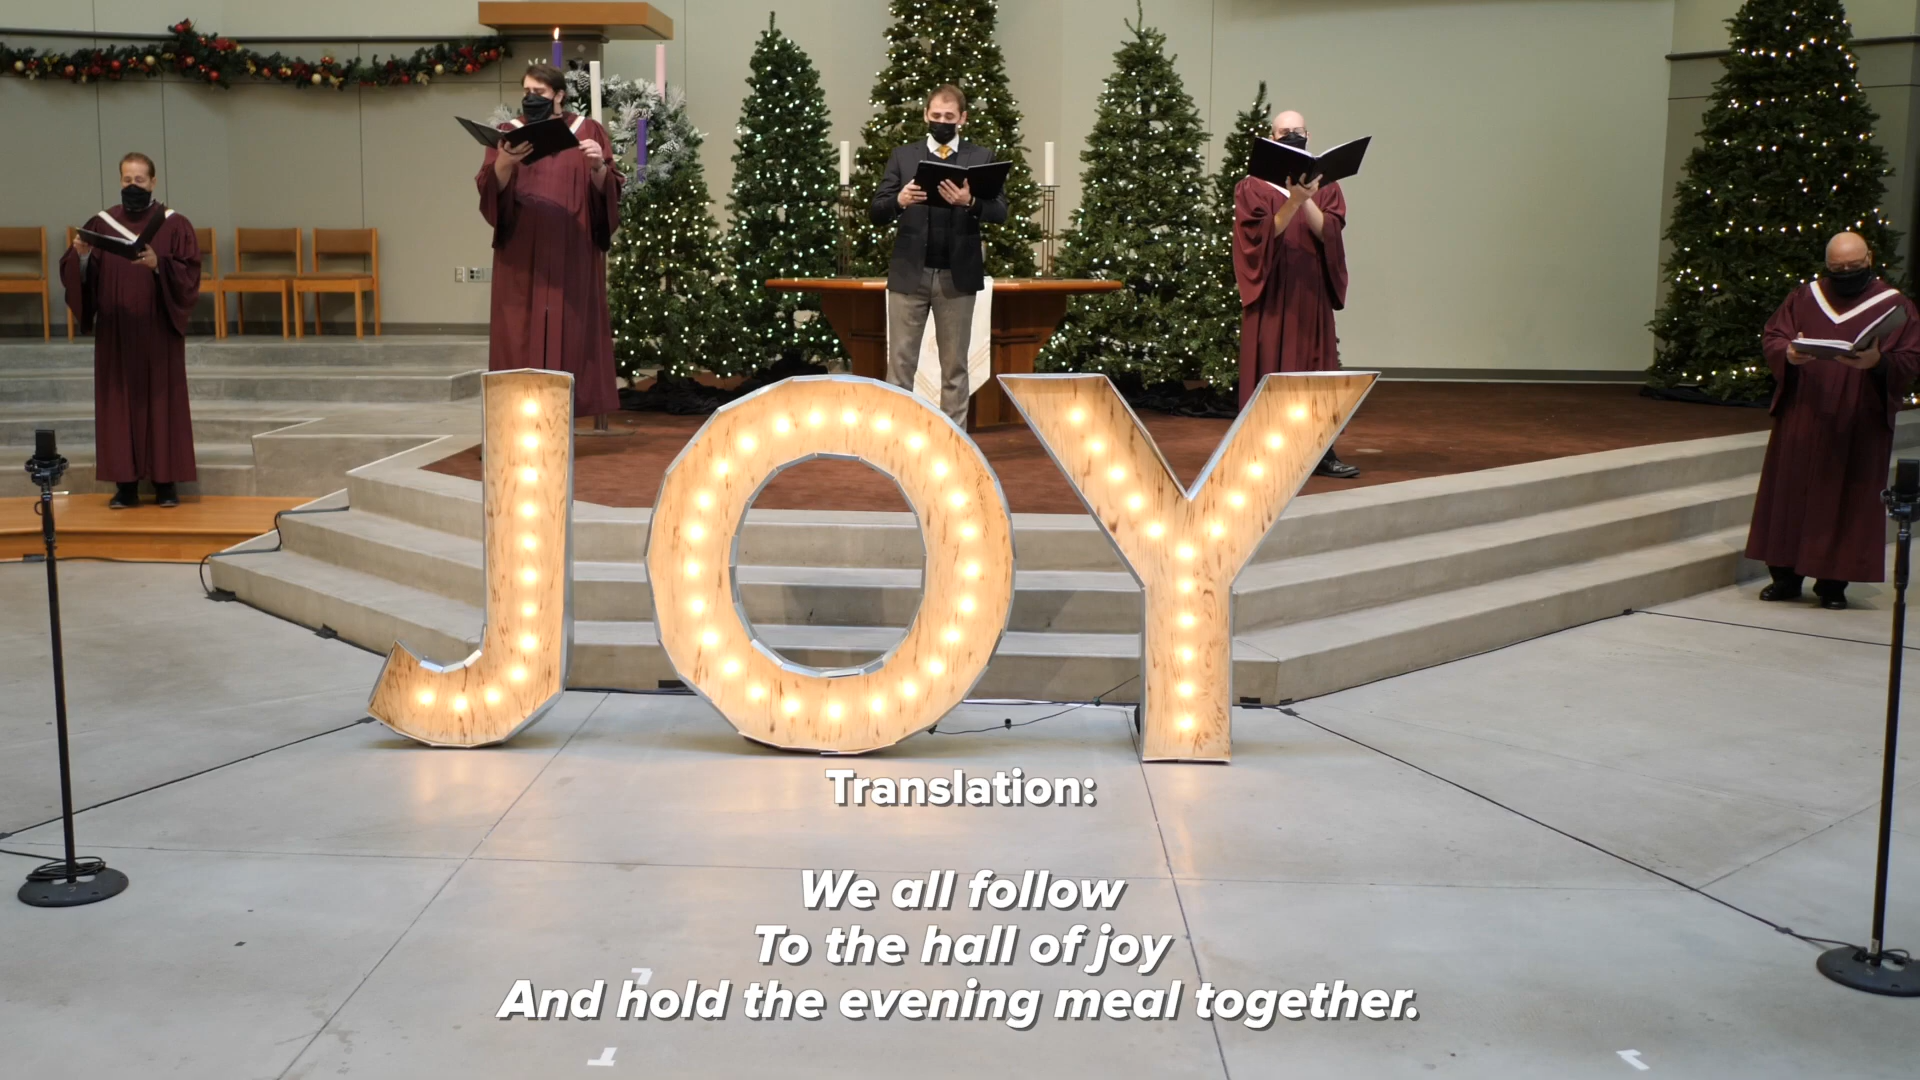 JOY
Translation:
We all follow
To the hall of joy
And hold the evening meal together.